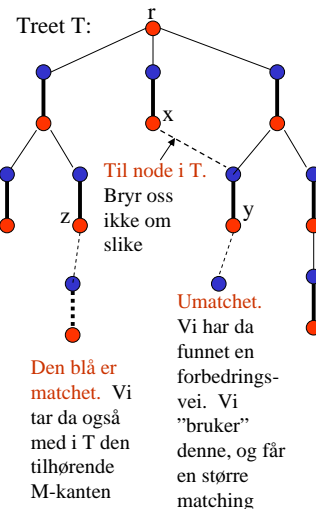 Treet T:
r
x
Til node i T.
Bryr oss
ikke om
slike
z
y
Umatchet.
Vi har da
funnet en
forbedrings-
vei. Vi
”bruker”
denne, og får
en større
matching
Den blå er
matchet. Vi
tar da også
med i T den
tilhørende
M-kanten